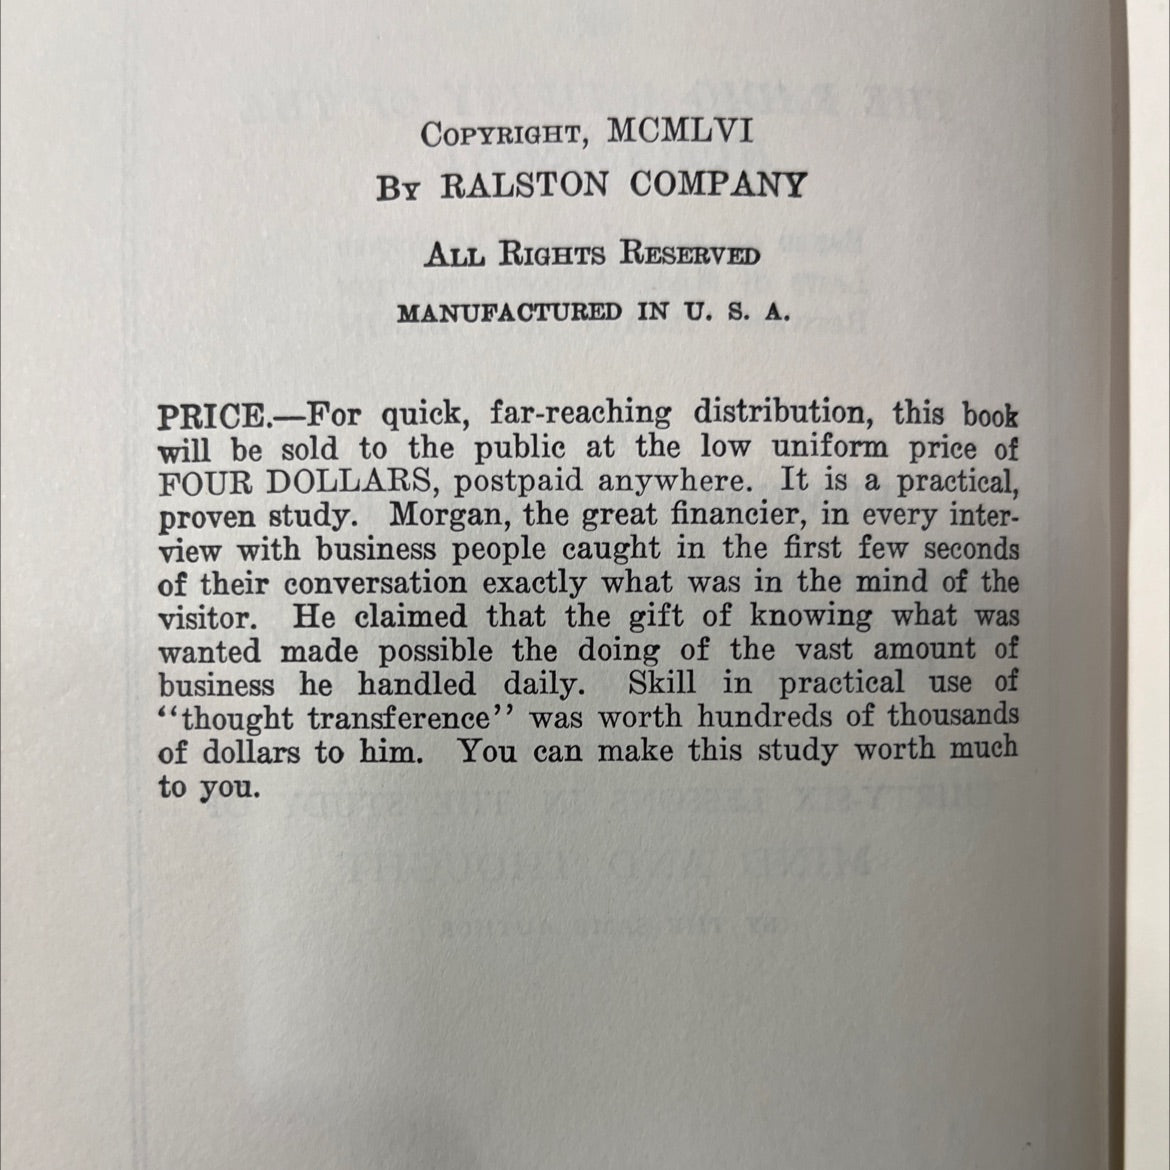 COPYRIGHT, MCMLVI
BY RALSTON COMPANY
ALL RIGHTS RESERVED
MANUFACTURED IN U. S. A.
PRICE.—For quick, far-reaching distribution, this book
will be sold to the public at the low uniform price of
FOUR DOLLARS, postpaid anywhere. It is a practical,
proven study. Morgan, the great financier, in every inter-
view with business people caught in the first few seconds
of their conversation exactly what was in the mind of the
visitor. He claimed that the gift of knowing what was
wanted made possible the doing of the vast amount of
business he handled daily. Skill in practical use of
“thought transference” was worth hundreds of thousands
of dollars to him. You can make this study worth much
to you.